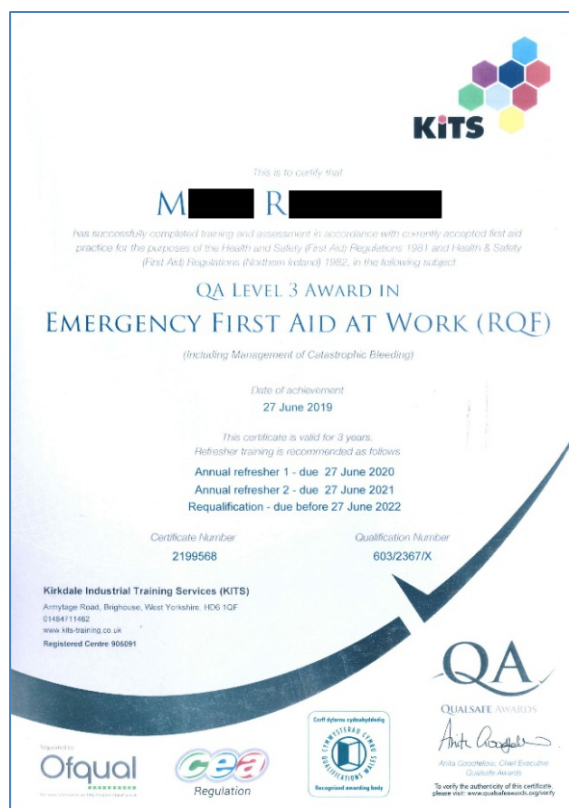 KiTS
This is to certify that
M R
has successfully completed training and assessment in accordance with currently accepted first aid
practice for the purposes of the Health and Safety (First Aid) Regulations 1981 and Health & Safety
(First Aid) Regulations (Northern Ireland) 1982, in the following subject
QA LEVEL 3 AWARD IN
EMERGENCY FIRST AID AT WORK (RQF)
(Including Management of Catastrophic Bleeding)
Date of achievement
27 June 2019
This certificate is valid for 3 years.
Refresher training is recommended as follows
Annual refresher 1 - due 27 June 2020
Annual refresher 2 - due 27 June 2021
Requalification - due before 27 June 2022
Certificate Number
2199568
Qualification Number
603/2367/X
Kirkdale Industrial Training Services (KITS)
Armytage Road, Brighouse, West Yorkshire, HD6 1QF
01484711462
www.kits-training.co.uk
Registered Centre 905091
QA
QUALSAFE AWARDS
Anita Goodfellow, Chief Executive
Qualsafe Awards
To verify the authenticity of this certificate,
please visit: www.qualsafeawards.org/verify
Regulated by
Ofqual
cea
Regulation
Corff dyfarnu cydnabyddedig
CYMWYSTERAU CYMRU
QUALIFICATIONS WALES
Recognised awarding body